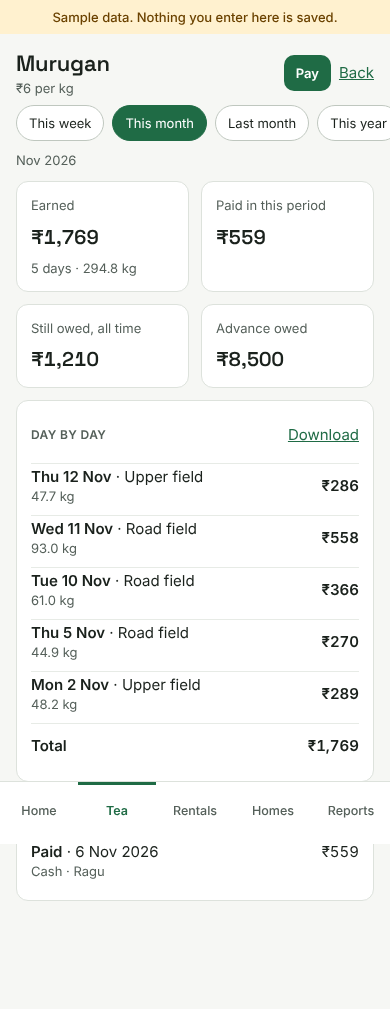 Sample data. Nothing you enter here is saved.
Murugan
₹6 per kg
Pay
Back
This week
This month
Last month
This year
Nov 2026
Earned
₹1,769
5 days · 294.8 kg
Paid in this period
₹559
Still owed, all time
₹1,210
Advance owed
₹8,500
DAY BY DAY
Download
Thu 12 Nov · Upper field
47.7 kg
₹286
Wed 11 Nov · Road field
93.0 kg
₹558
Tue 10 Nov · Road field
61.0 kg
₹366
Thu 5 Nov · Road field
44.9 kg
₹270
Mon 2 Nov · Upper field
48.2 kg
₹289
Total
₹1,769
Home
Tea
Rentals
Homes
Reports
Paid · 6 Nov 2026
₹559
Cash · Ragu